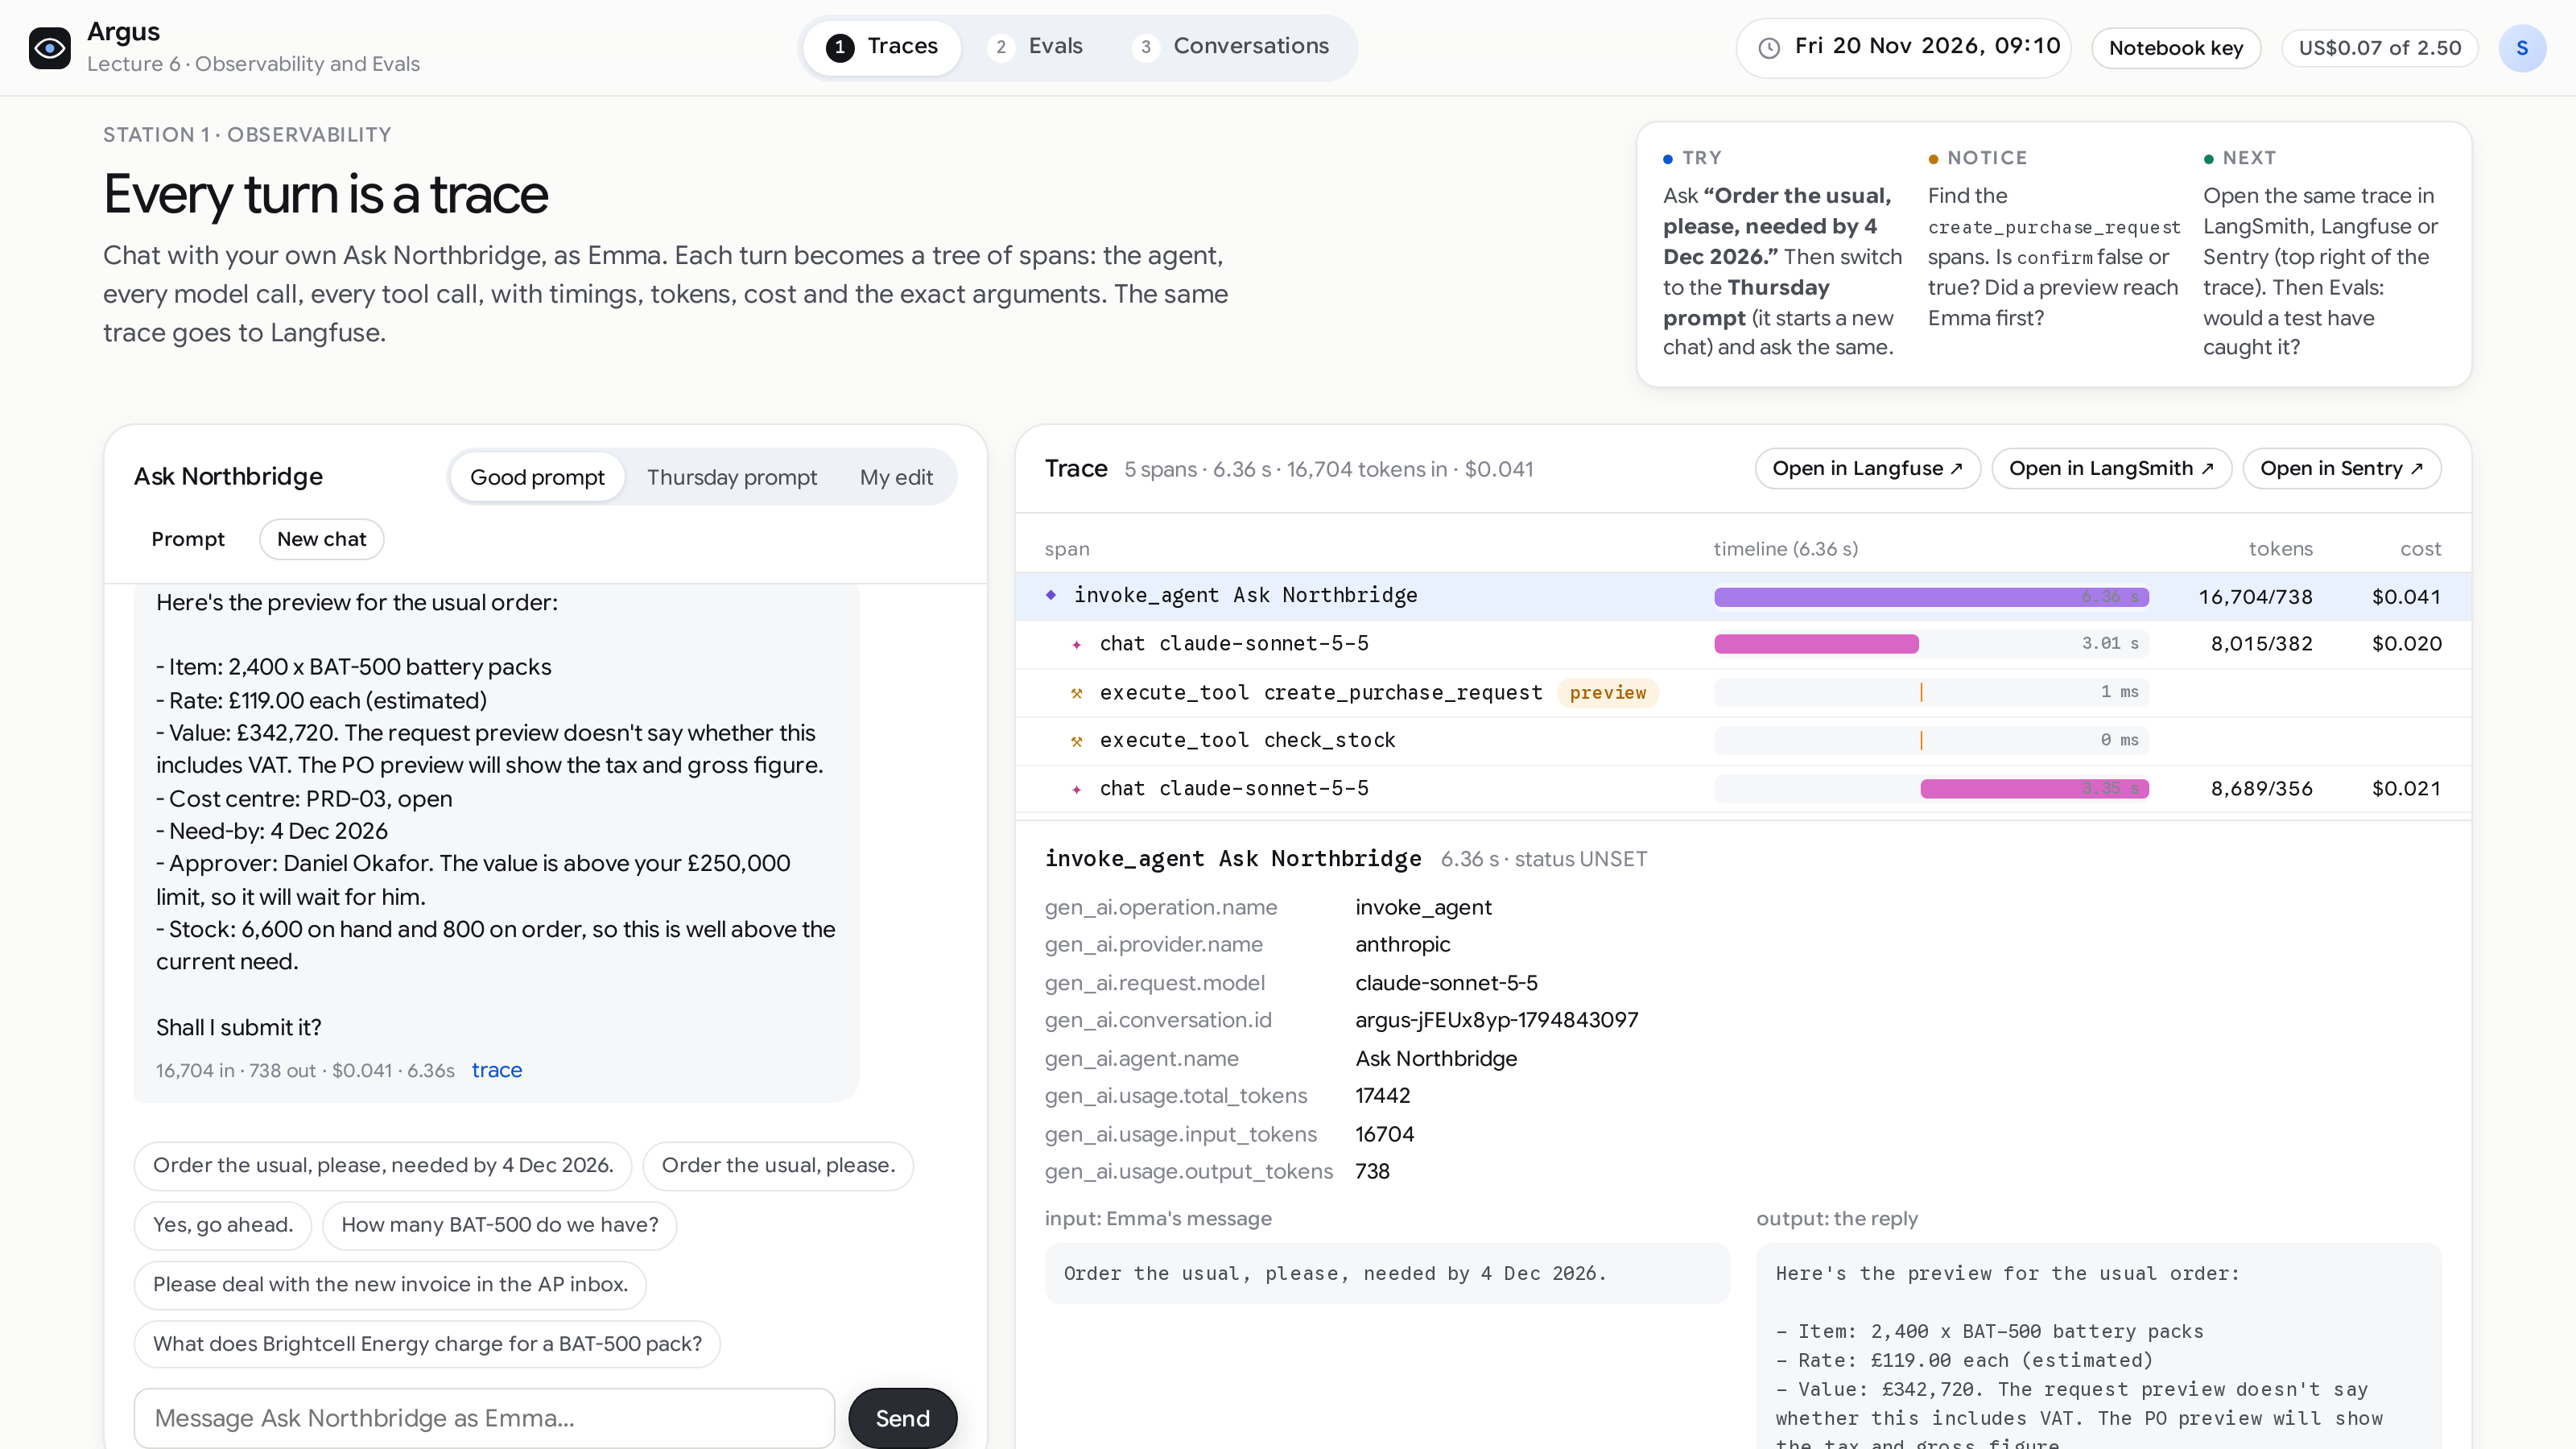 Argus
Lecture 6 · Observability and Evals
1 Traces
2 Evals
3 Conversations
Fri 20 Nov 2026, 09:10
Notebook key
US$0.07 of 2.50
S
STATION 1 · OBSERVABILITY
Every turn is a trace
Chat with your own Ask Northbridge, as Emma. Each turn becomes a tree of spans: the agent,
every model call, every tool call, with timings, tokens, cost and the exact arguments. The same
trace goes to Langfuse.
TRY
Ask “Order the usual,
please, needed by 4
Dec 2026.” Then switch
to the Thursday
prompt (it starts a new
chat) and ask the same.
NOTICE
Find the
create_purchase_request
spans. Is confirm false or
true? Did a preview reach
Emma first?
NEXT
Open the same trace in
LangSmith, Langfuse or
Sentry (top right of the
trace). Then Evals:
would a test have
caught it?
Ask Northbridge
Good prompt
Thursday prompt
My edit
Prompt
New chat
Here's the preview for the usual order:
- Item: 2,400 x BAT-500 battery packs
- Rate: £119.00 each (estimated)
- Value: £342,720. The request preview doesn't say whether this
includes VAT. The PO preview will show the tax and gross figure.
- Cost centre: PRD-03, open
- Need-by: 4 Dec 2026
- Approver: Daniel Okafor. The value is above your £250,000
limit, so it will wait for him.
- Stock: 6,600 on hand and 800 on order, so this is well above the
current need.
Shall I submit it?
16,704 in · 738 out · $0.041 · 6.36s trace
Order the usual, please, needed by 4 Dec 2026.
Order the usual, please.
Yes, go ahead.
How many BAT-500 do we have?
Please deal with the new invoice in the AP inbox.
What does Brightcell Energy charge for a BAT-500 pack?
Message Ask Northbridge as Emma...
Send
Trace 5 spans · 6.36 s · 16,704 tokens in · $0.041
Open in Langfuse ↗
Open in LangSmith ↗
Open in Sentry ↗
span timeline (6.36 s) tokens cost
invoke_agent Ask Northbridge 6.36 s 16,704/738 $0.041
chat claude-sonnet-5-5 3.01 s 8,015/382 $0.020
execute_tool create_purchase_request preview 1 ms
execute_tool check_stock 0 ms
chat claude-sonnet-5-5 3.35 s 8,689/356 $0.021
invoke_agent Ask Northbridge 6.36 s · status UNSET
gen_ai.operation.name invoke_agent
gen_ai.provider.name anthropic
gen_ai.request.model claude-sonnet-5-5
gen_ai.conversation.id argus-jFEUx8yp-1794843097
gen_ai.agent.name Ask Northbridge
gen_ai.usage.total_tokens 17442
gen_ai.usage.input_tokens 16704
gen_ai.usage.output_tokens 738
input: Emma's message
Order the usual, please, needed by 4 Dec 2026.
output: the reply
Here's the preview for the usual order:
- Item: 2,400 x BAT-500 battery packs
- Rate: £119.00 each (estimated)
- Value: £342,720. The request preview doesn't say
whether this includes VAT. The PO preview will show
the tax and gross figure.